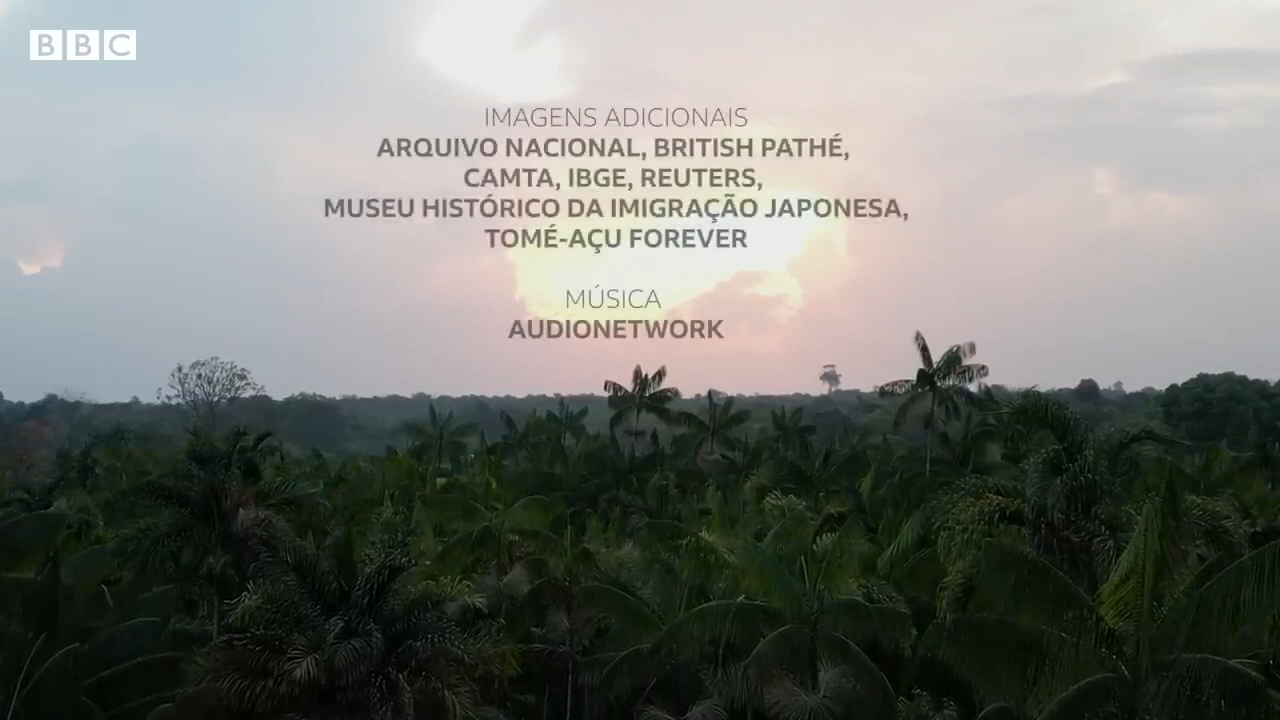 BBC
IMAGENS ADICIONAIS
ARQUIVO NACIONAL, BRITISH PATHÉ,
CAMTA, IBGE, REUTERS,
MUSEU HISTÓRICO DA IMIGRAÇÃO JAPONESA,
TOMÉ-AÇU FOREVER
MÚSICA
AUDIONETWORK